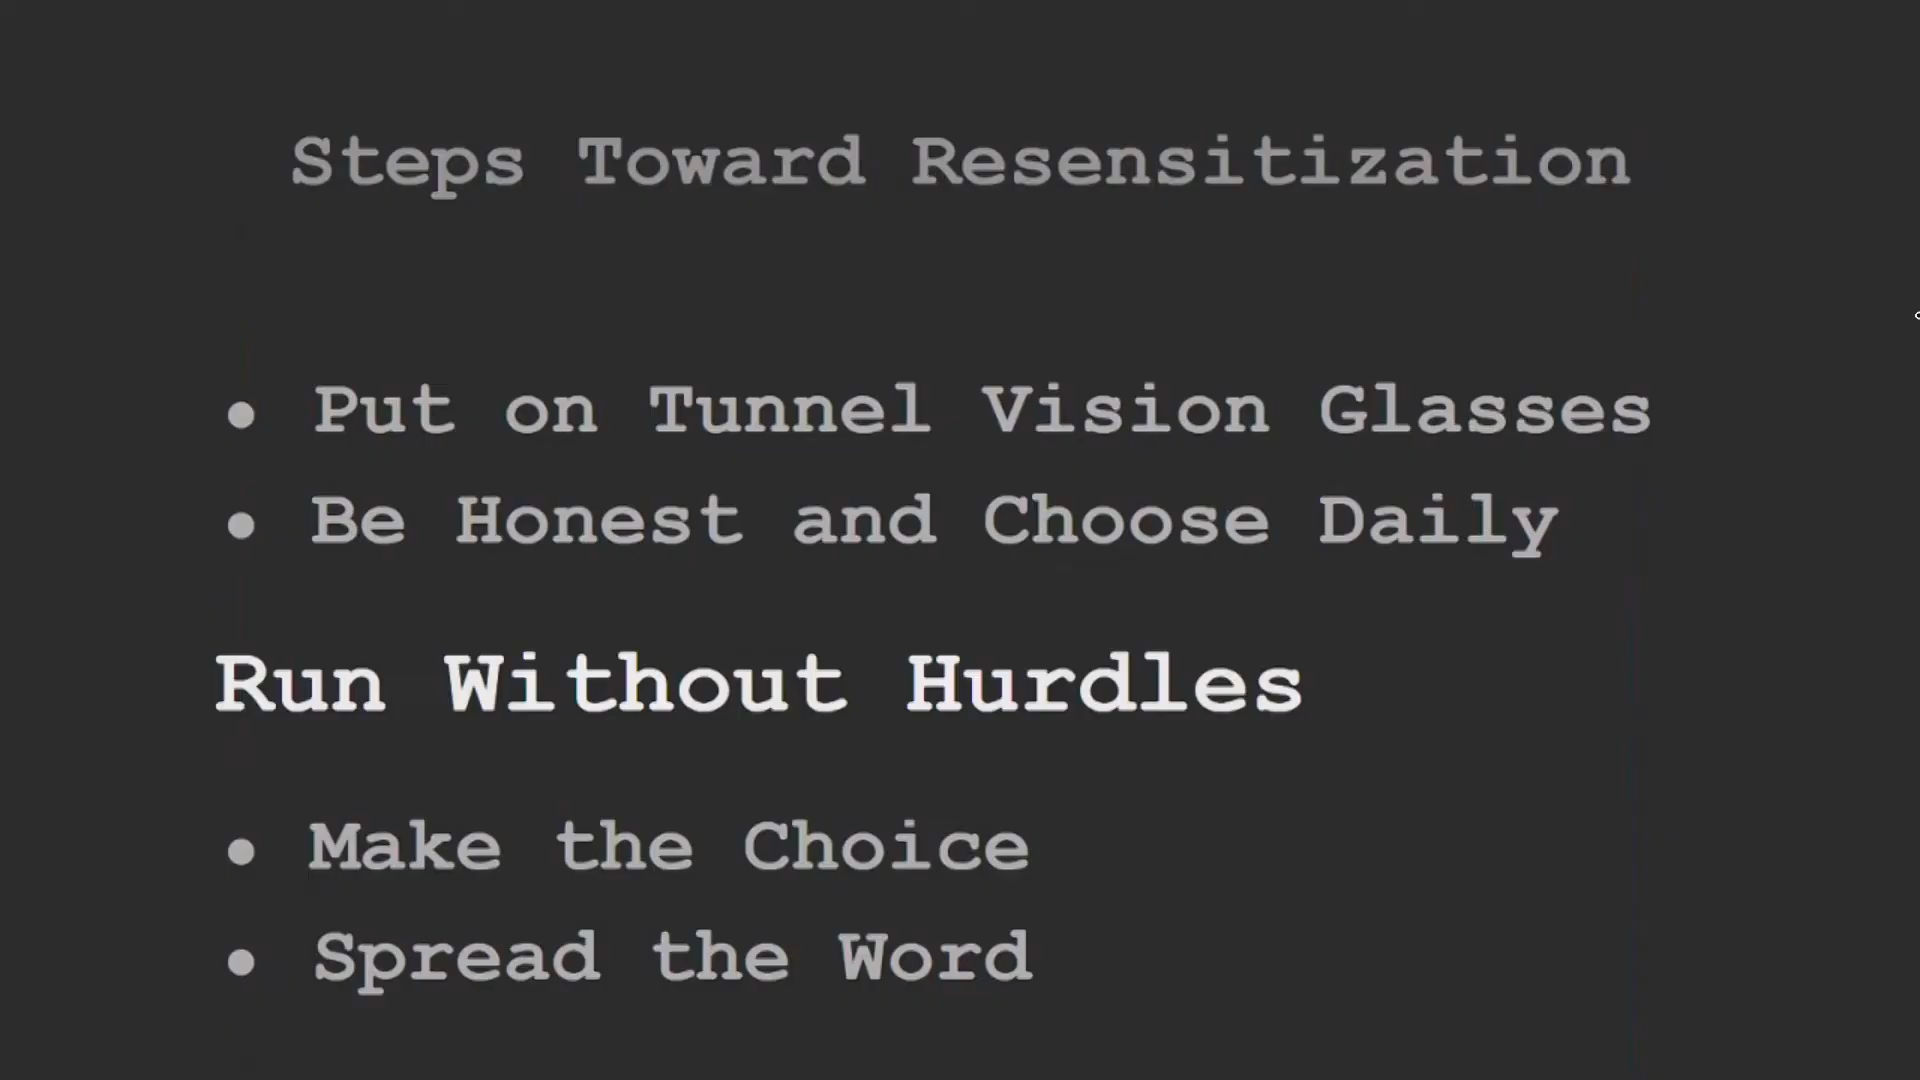 Steps Toward Resensitization
• Put on Tunnel Vision Glasses
• Be Honest and Choose Daily
Run Without Hurdles
• Make the Choice
• Spread the Word